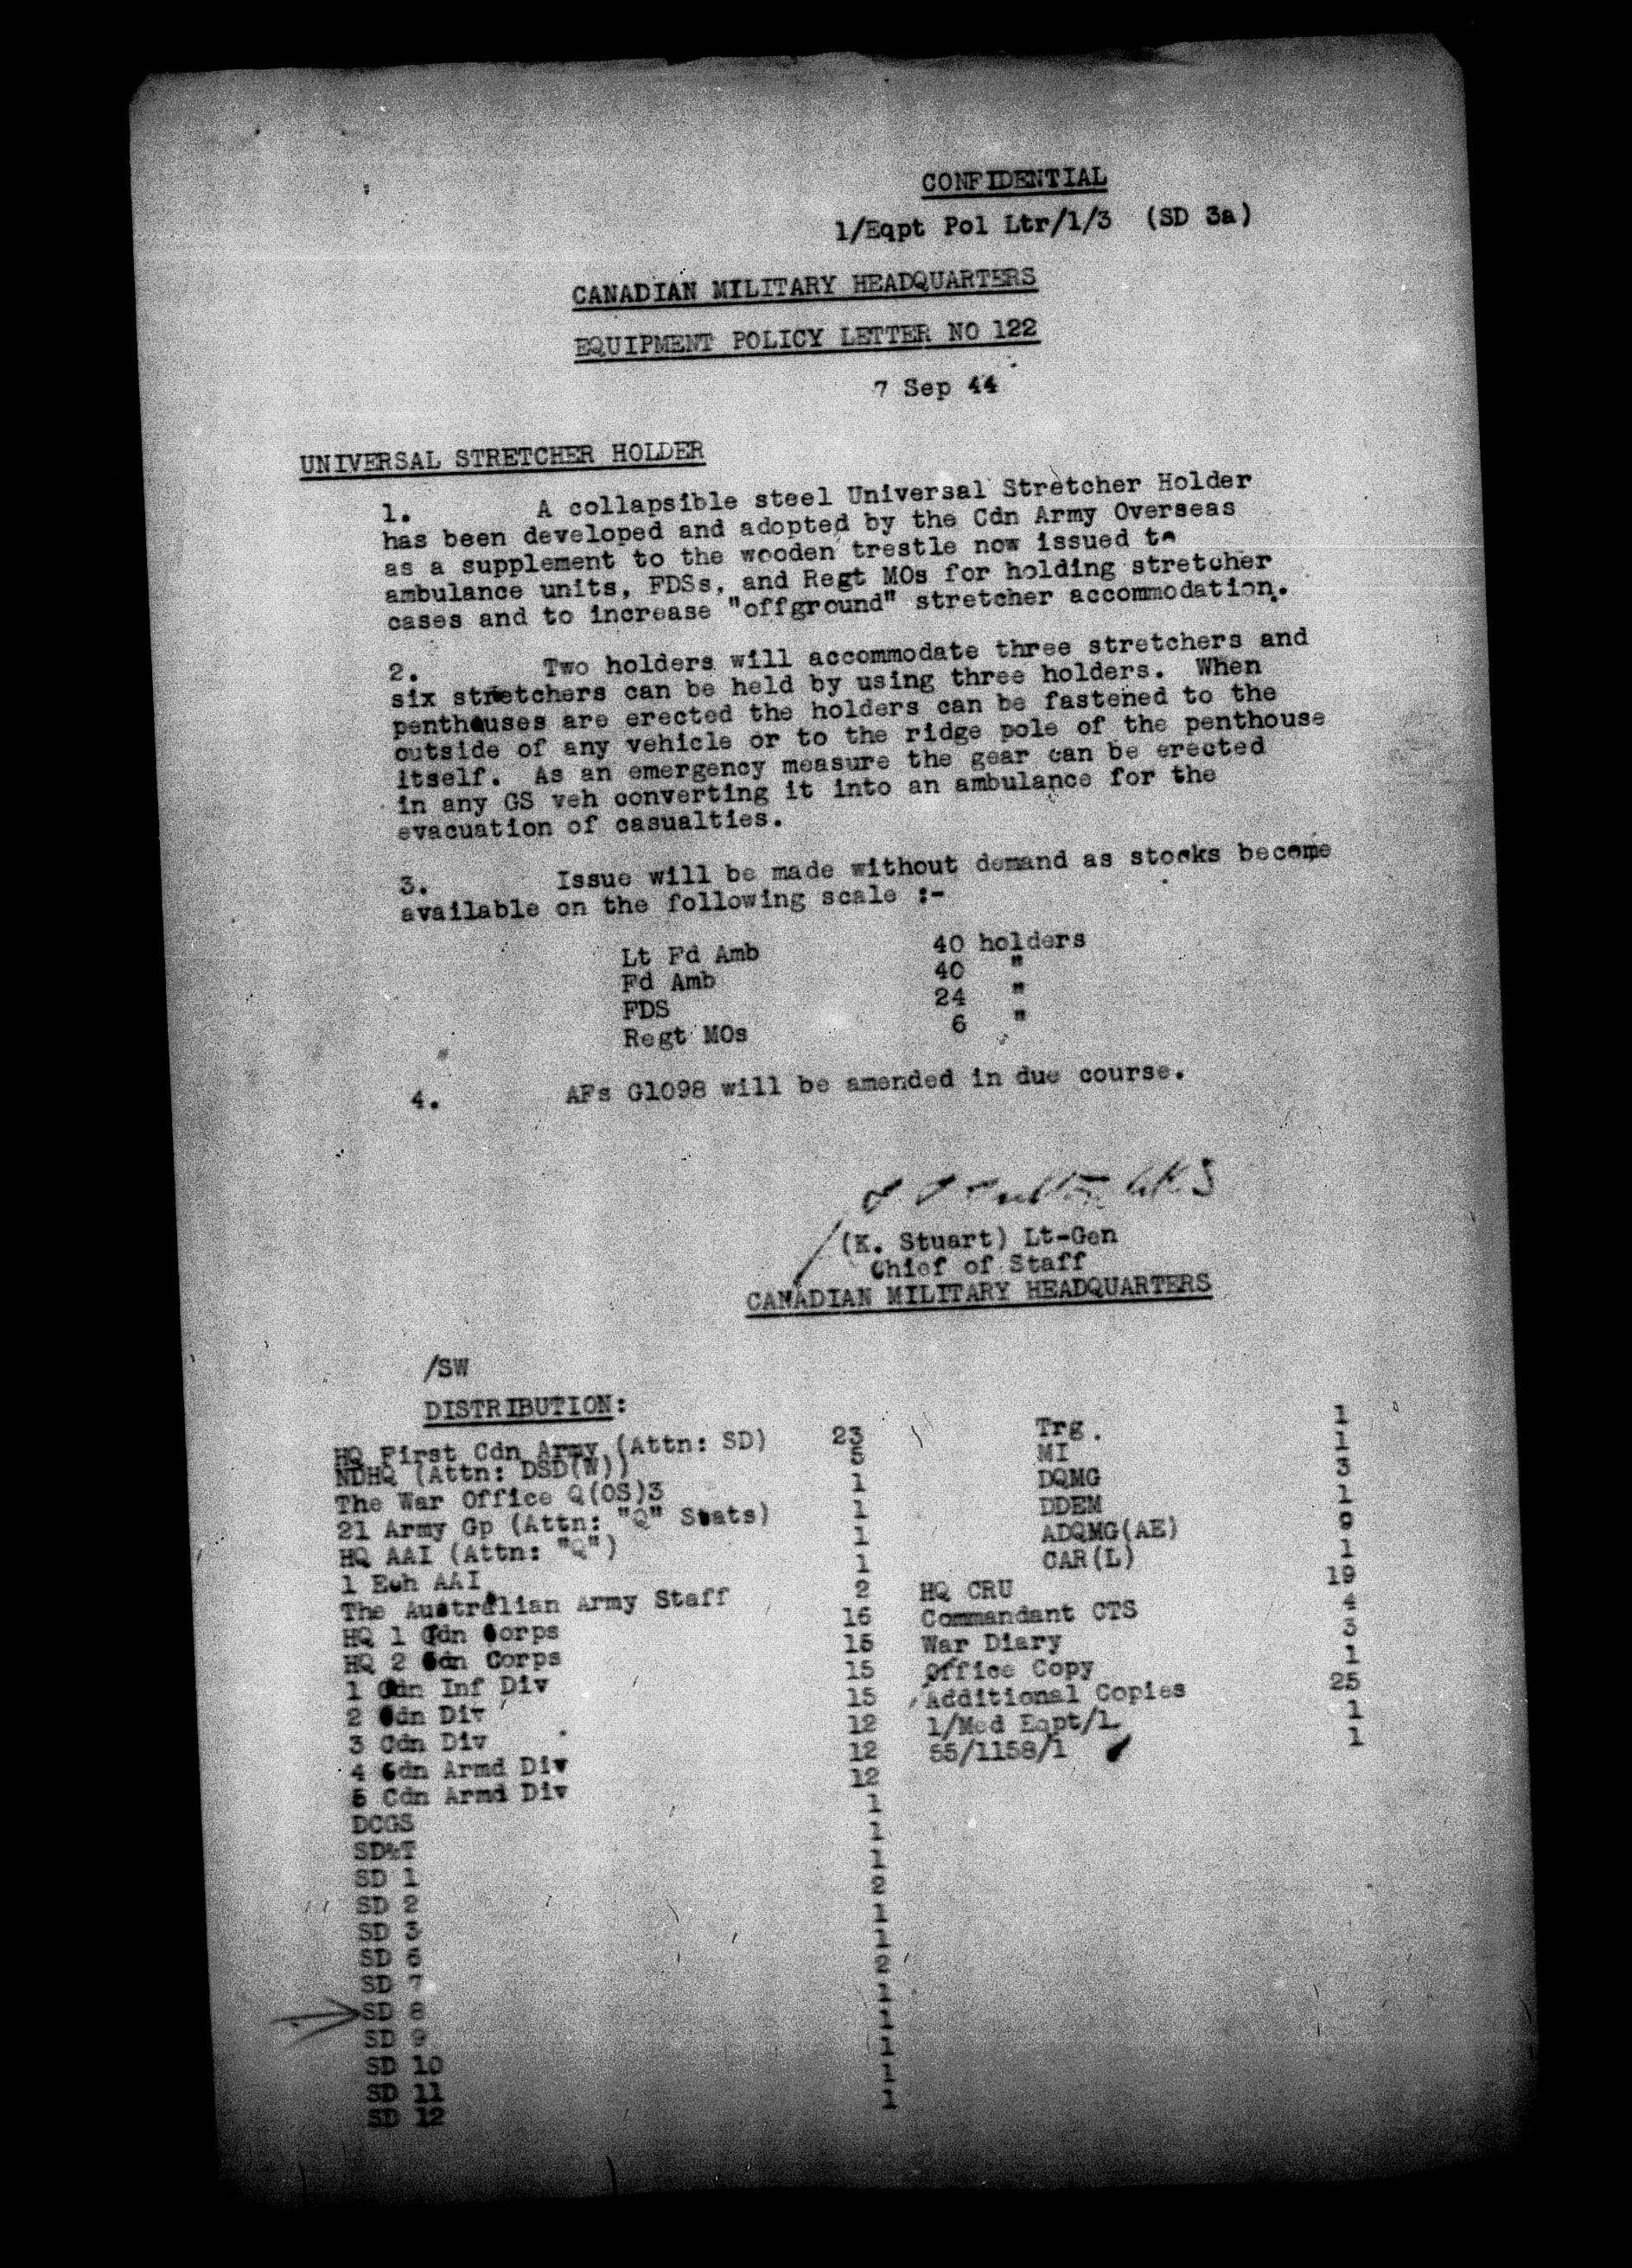 CONFIDENTIAL
1/Eqpt Pol Ltr/1/3 (SD 3a)
CANADIAN MILITARY HEADQUARTERS
EQUIPMENT POLICY LETTER NO 122
7 Sep 44
UNIVERSAL STRETCHER HOLDER
1. A collapsible steel Universal Stretcher Holder
has been developed and adopted by the Cdn Army Overseas
as a supplement to the wooden trestle now issued to
ambulance units, FDSs, and Regt MOs for holding stretcher
cases and to increase "offground" stretcher accommodation.
2. Two holders will accommodate three stretchers and
six stretchers can be held by using three holders. When
penthouses are erected the holders can be fastened to the
outside of any vehicle or to the ridge pole of the penthouse
itself. As an emergency measure the gear can be erected
in any GS veh converting it into an ambulance for the
evacuation of casualties.
3. Issue will be made without demand as stocks become
available on the following scale :-
Lt Fd Amb 40 holders
Fd Amb 40 "
FDS 24 "
Regt MOs 6 "
4. AFs G1098 will be amended in due course.
(K. Stuart) Lt-Gen
Chief of Staff
CANADIAN MILITARY HEADQUARTERS
/SW
DISTRIBUTION:
HQ First Cdn Army (Attn: SD) 23
NDHQ (Attn: DSD(W)) 5
The War Office Q(OS)3 1
21 Army Gp (Attn: "Q" Stats) 1
HQ AAI (Attn: "Q") 1
1 Ech AAI 1
The Australian Army Staff 2
HQ 1 Cdn Corps 16
HQ 2 Cdn Corps 15
1 Cdn Inf Div 15
2 Cdn Div 15
3 Cdn Div 12
4 Cdn Armd Div 12
5 Cdn Armd Div 12
DCGS 1
SD&T 1
SD 1 1
SD 2 2
SD 3 1
SD 6 1
SD 7 2
SD 8 1
SD 9 1
SD 10 1
SD 11 1
SD 12 1
Trg. 1
MI 1
DQMG 3
DDEM 1
ADQMG(AE) 9
CAR(L) 1
HQ CRU 19
Commandant CTS 4
War Diary 3
Office Copy 1
Additional Copies 25
1/Med Eqpt/1 1
55/1158/1 1